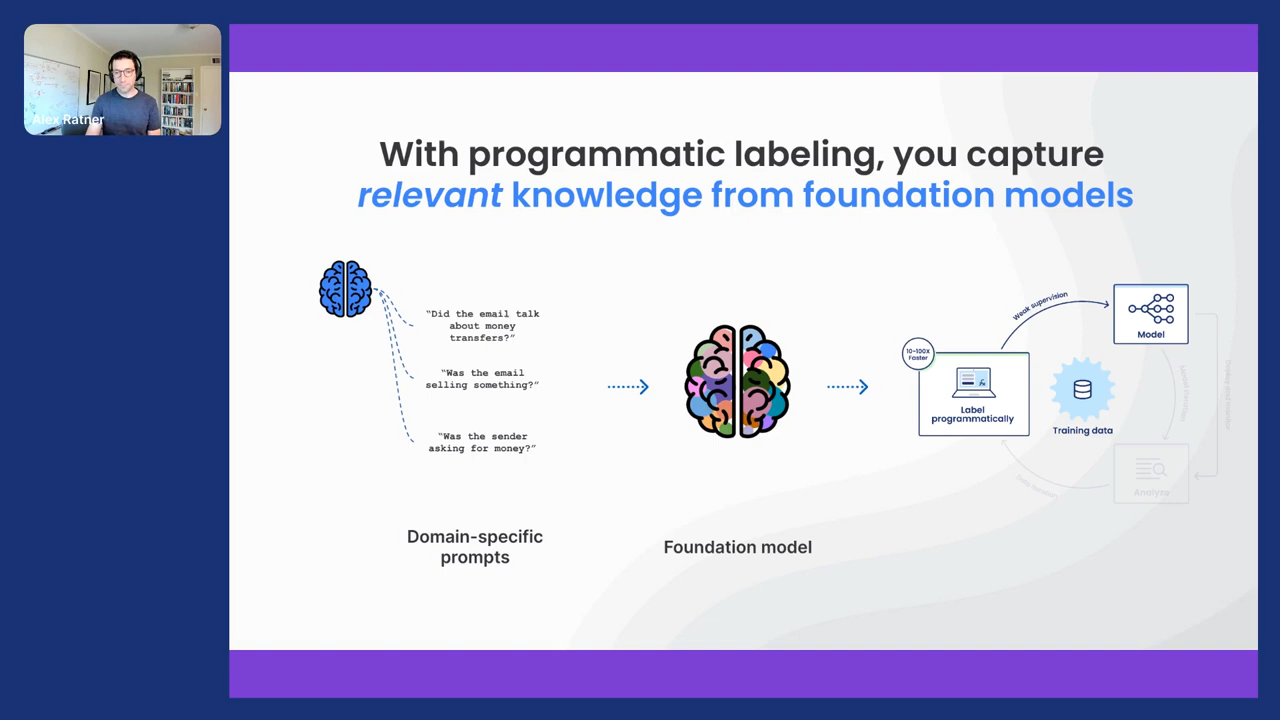 Alex Ratner
With programmatic labeling, you capture
relevant knowledge from foundation models
“Did the email talk
about money
transfers?”
“Was the email
selling something?”
“Was the sender
asking for money?”
Domain-specific
prompts
Foundation model
10-100X
Faster
Label
programmatically
Weak supervision
Model
Training data
Analyze